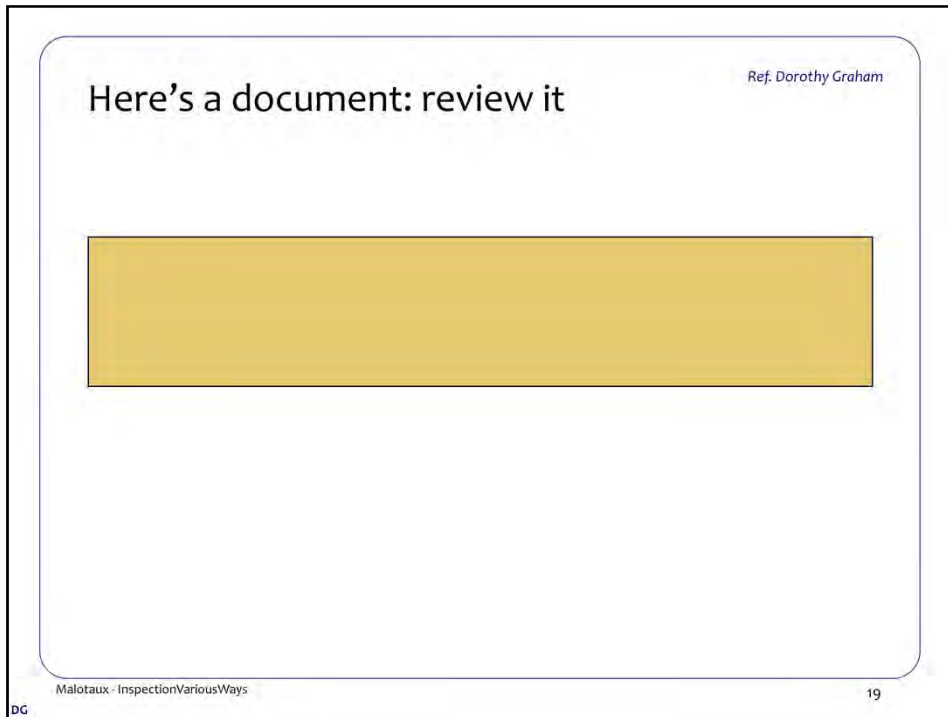 Ref. Dorothy Graham
Here's a document: review it
Malotaux - InspectionVariousWays
19
DG